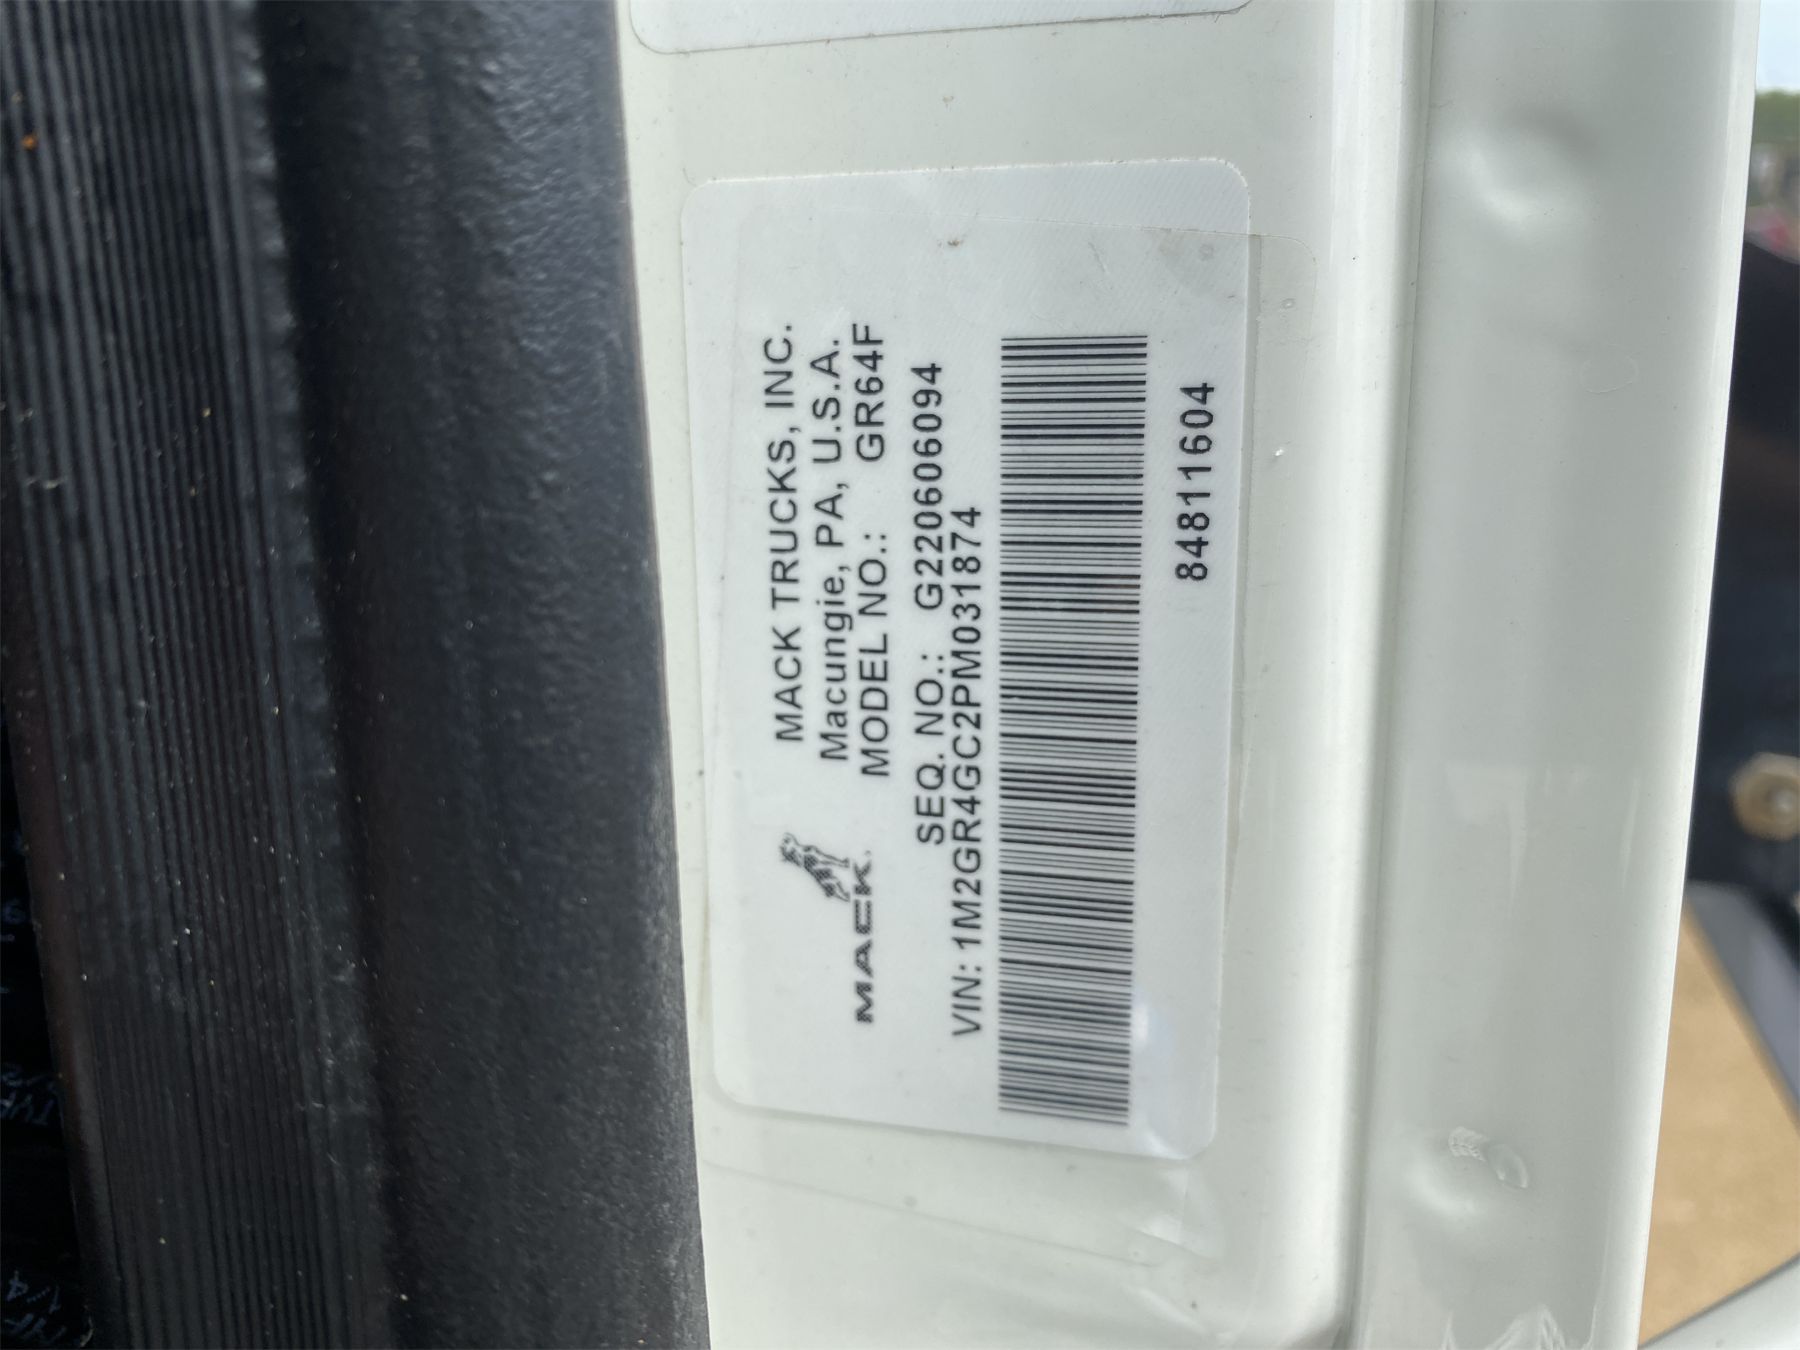 MACK TRUCKS, INC.
Macungie, PA, U.S.A.
MODEL NO.: GR64F
MACK
SEQ. NO.: G220606094
VIN: 1M2GR4GC2PM031874
84811604